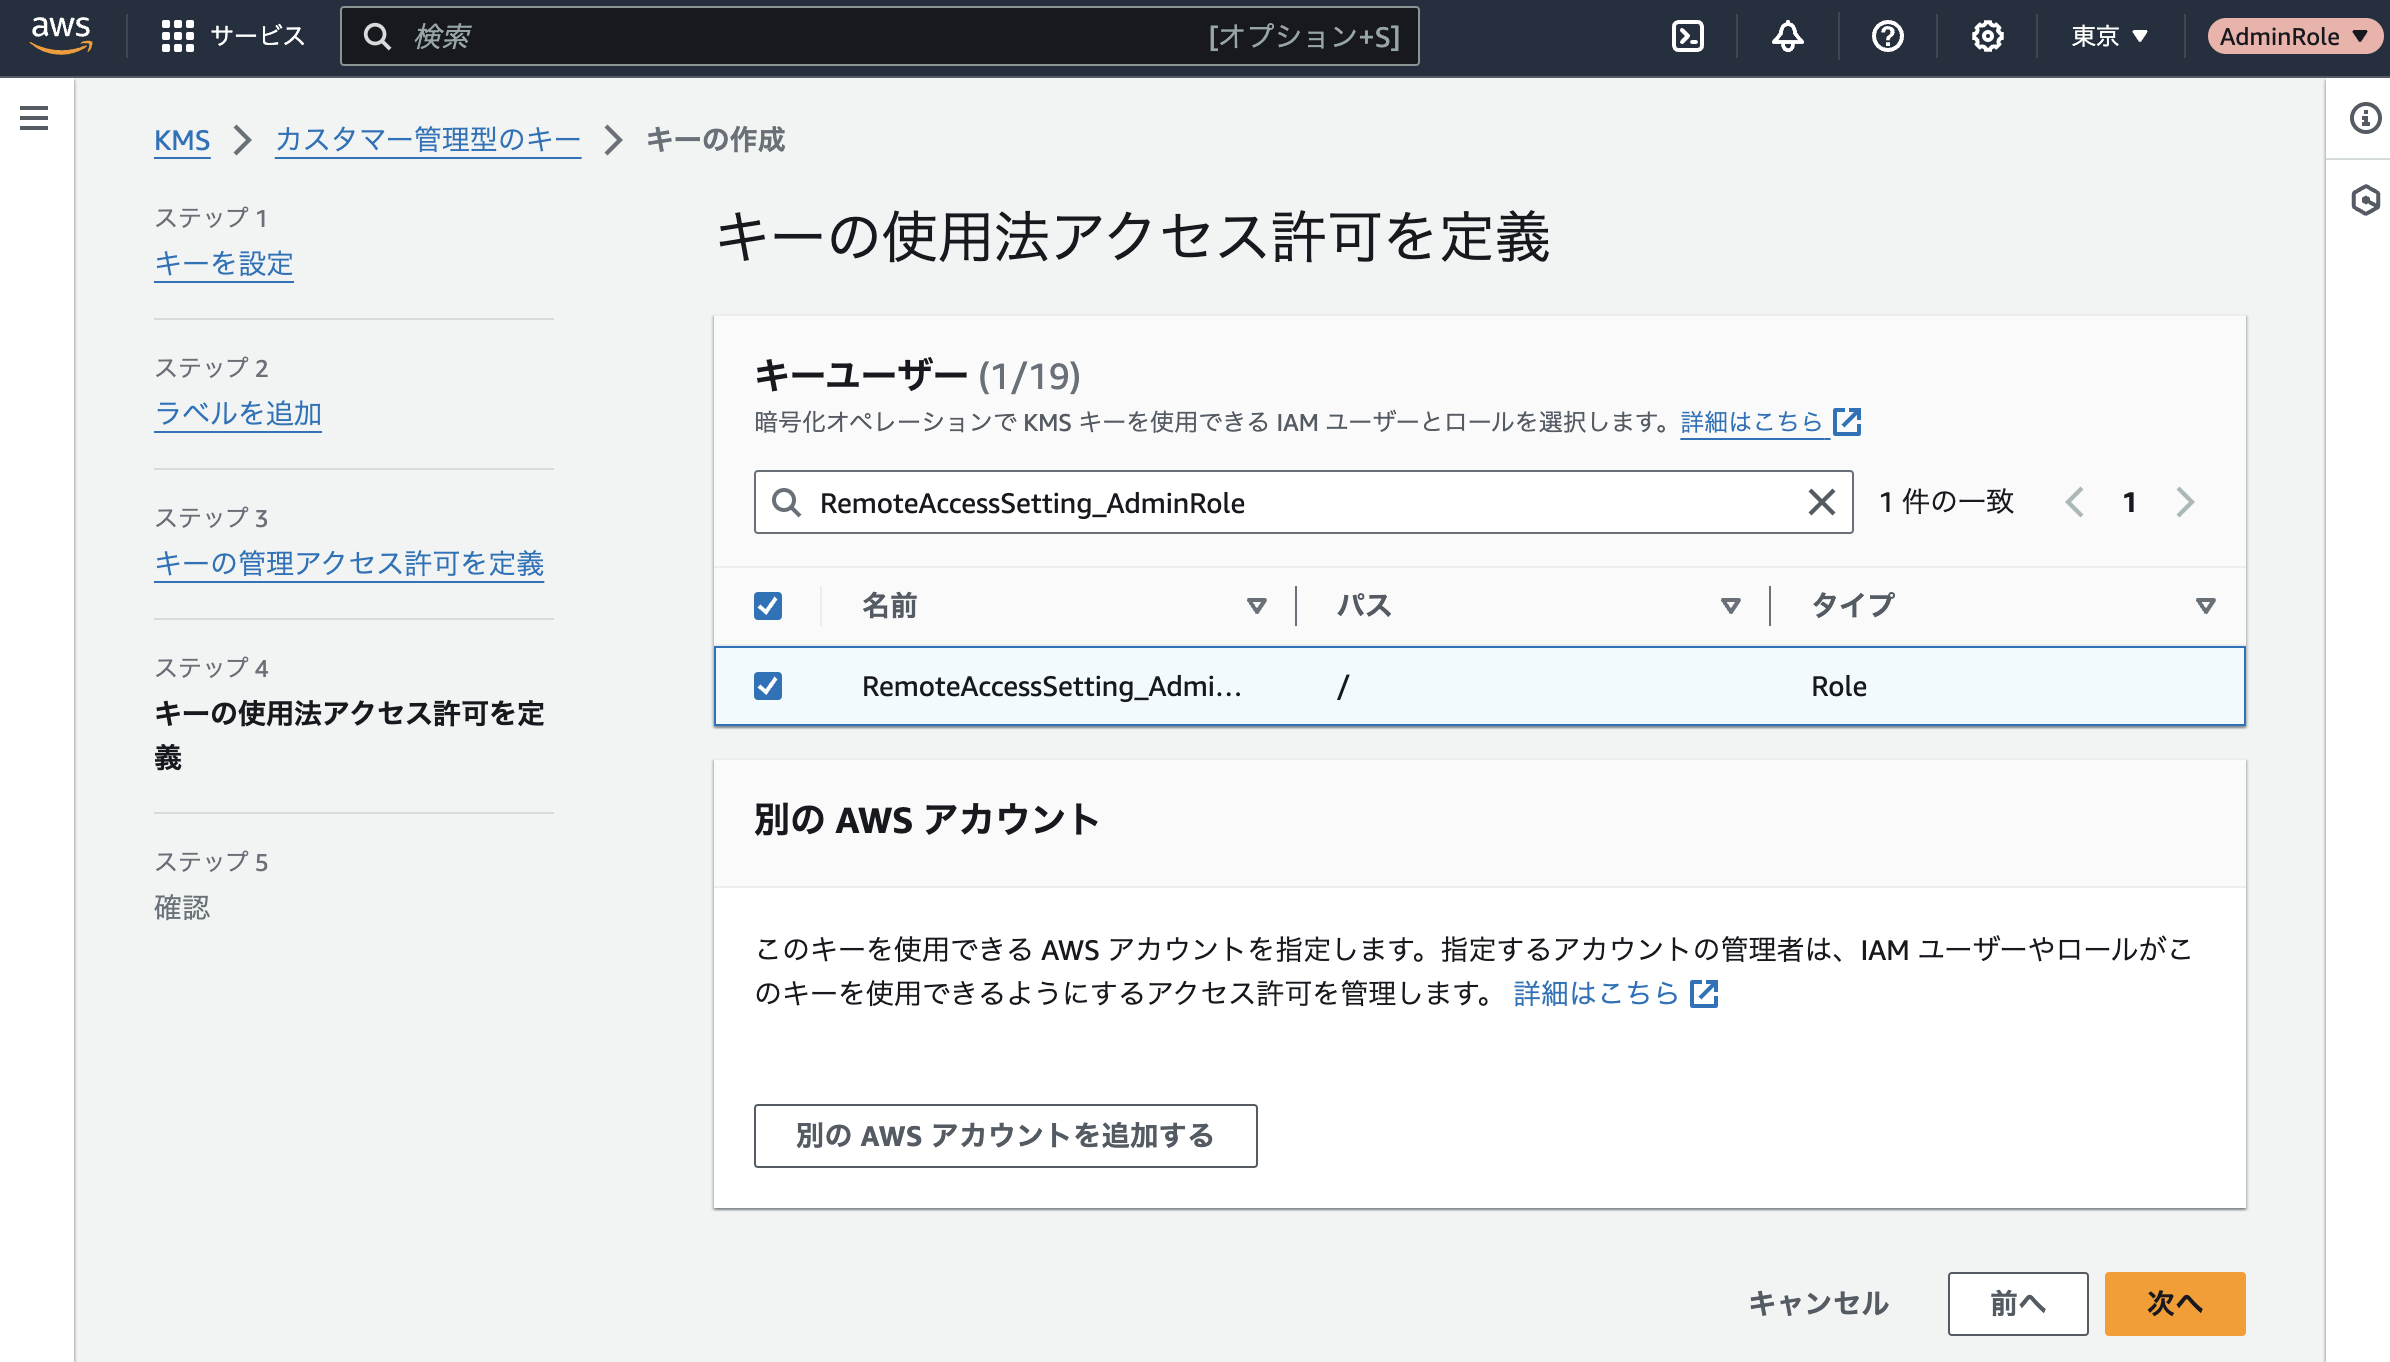 aws
サービス
検索
[オプション+S]
東京
AdminRole
KMS
カスタマー管理型のキー
キーの作成
ステップ 1
キーを設定
ステップ 2
ラベルを追加
ステップ 3
キーの管理アクセス許可を定義
ステップ 4
キーの使用法アクセス許可を定
義
ステップ 5
確認
キーの使用法アクセス許可を定義
キーユーザー (1/19)
暗号化オペレーションで KMS キーを使用できる IAM ユーザーとロールを選択します。詳細はこちら
RemoteAccessSetting_AdminRole
1 件の一致
1
名前
パス
タイプ
RemoteAccessSetting_Admi...
/
Role
別の AWS アカウント
このキーを使用できる AWS アカウントを指定します。指定するアカウントの管理者は、IAM ユーザーやロールがこ
のキーを使用できるようにするアクセス許可を管理します。 詳細はこちら
別の AWS アカウントを追加する
キャンセル
前へ
次へ